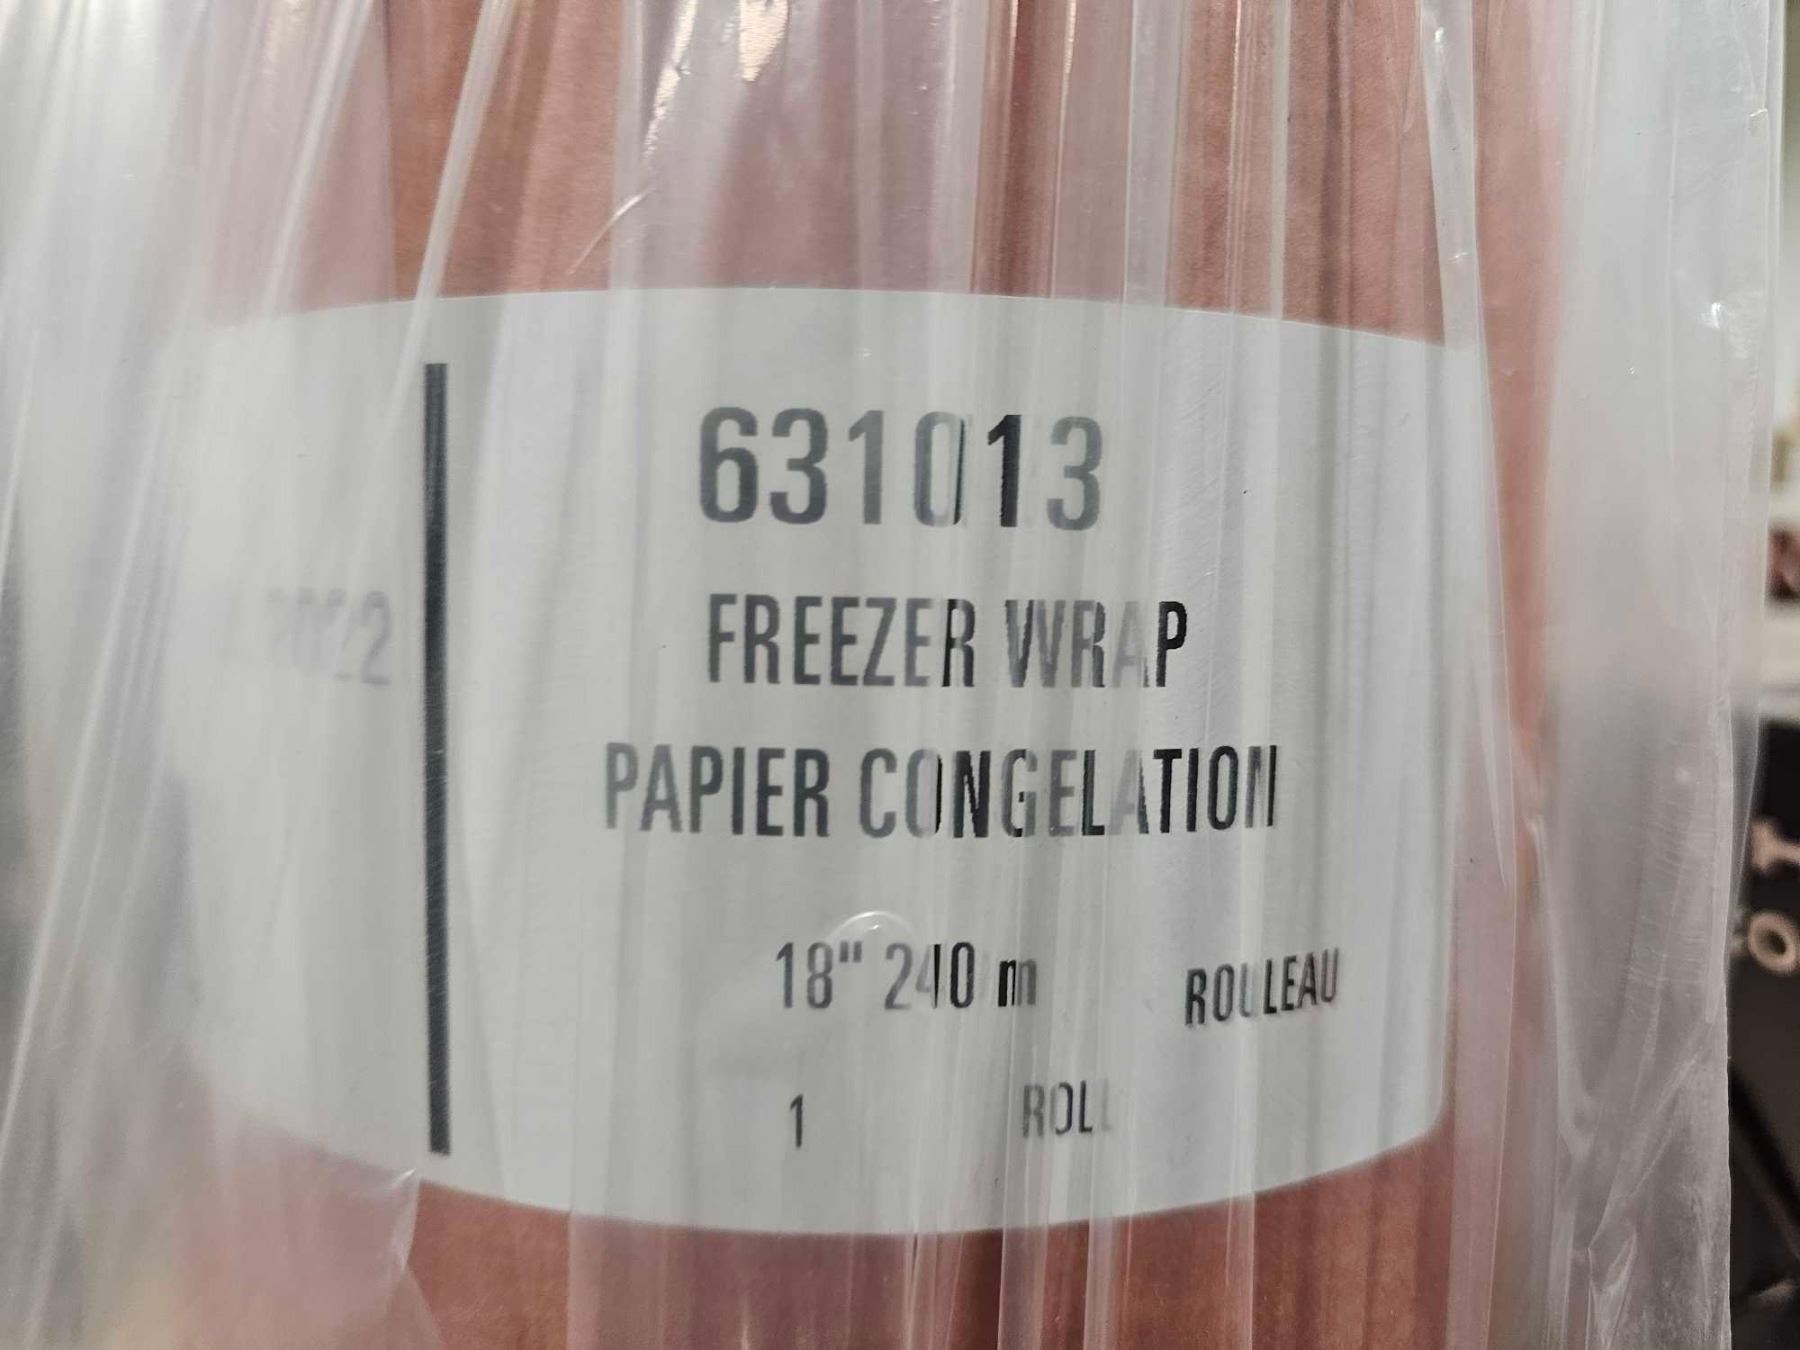 631013
FREEZER WRAP
PAPIER CONGELATION
18" 240 m ROULEAU
1 ROLL